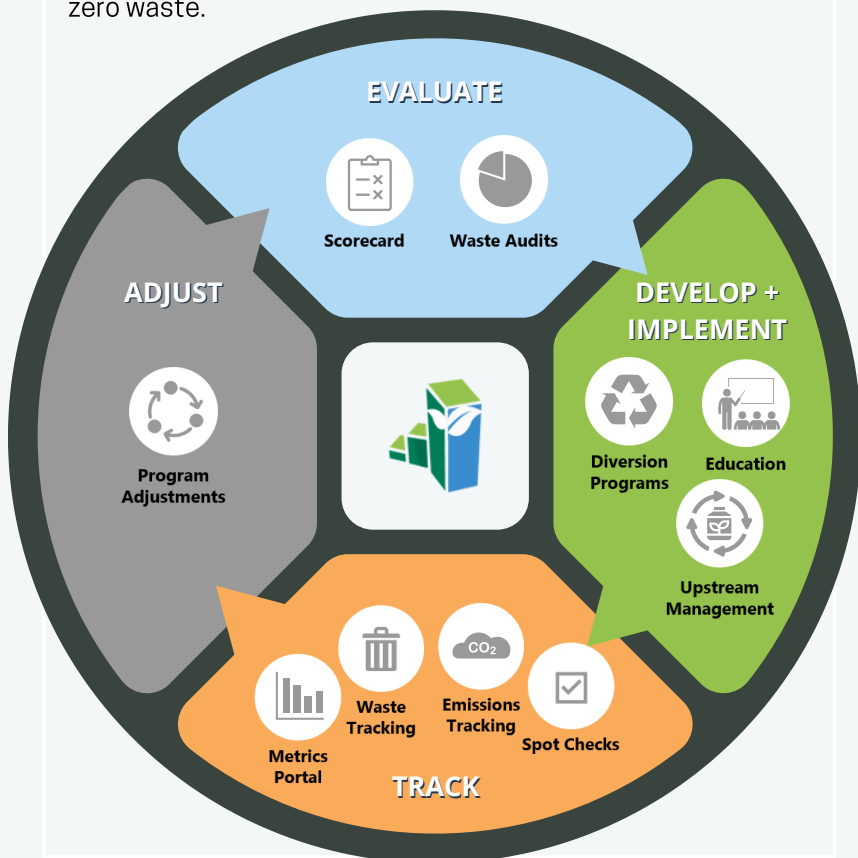 zero waste.
EVALUATE
Scorecard
Waste Audits
DEVELOP +
IMPLEMENT
Diversion
Programs
Education
Upstream
Management
TRACK
Metrics
Portal
Waste
Tracking
CO₂
Emissions
Tracking
Spot Checks
ADJUST
Program
Adjustments